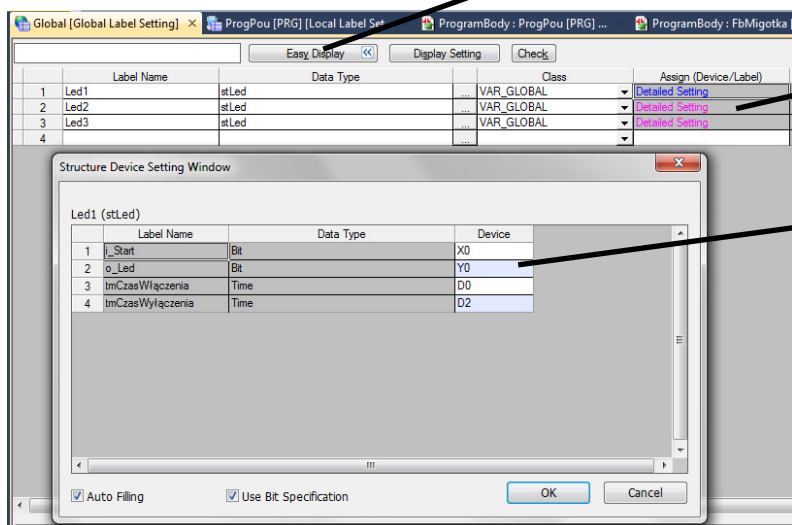 Global [Global Label Setting] × ProgPou [PRG] [Local Label Set ProgramBody : ProgPou [PRG] ... ProgramBody : FbMigotka
Easy Display Display Setting Check
Label Name Data Type Class Assign (Device/Label)
1 Led1 stLed ... VAR_GLOBAL Detailed Setting
2 Led2 stLed ... VAR_GLOBAL Detailed Setting
3 Led3 stLed ... VAR_GLOBAL Detailed Setting
4 ...
Structure Device Setting Window
Led1 (stLed)
Label Name Data Type Device
1 i_Start Bit X0
2 o_Led Bit Y0
3 tmCzasWłączenia Time D0
4 tmCzasWyłączenia Time D2
Auto Filling Use Bit Specification OK Cancel